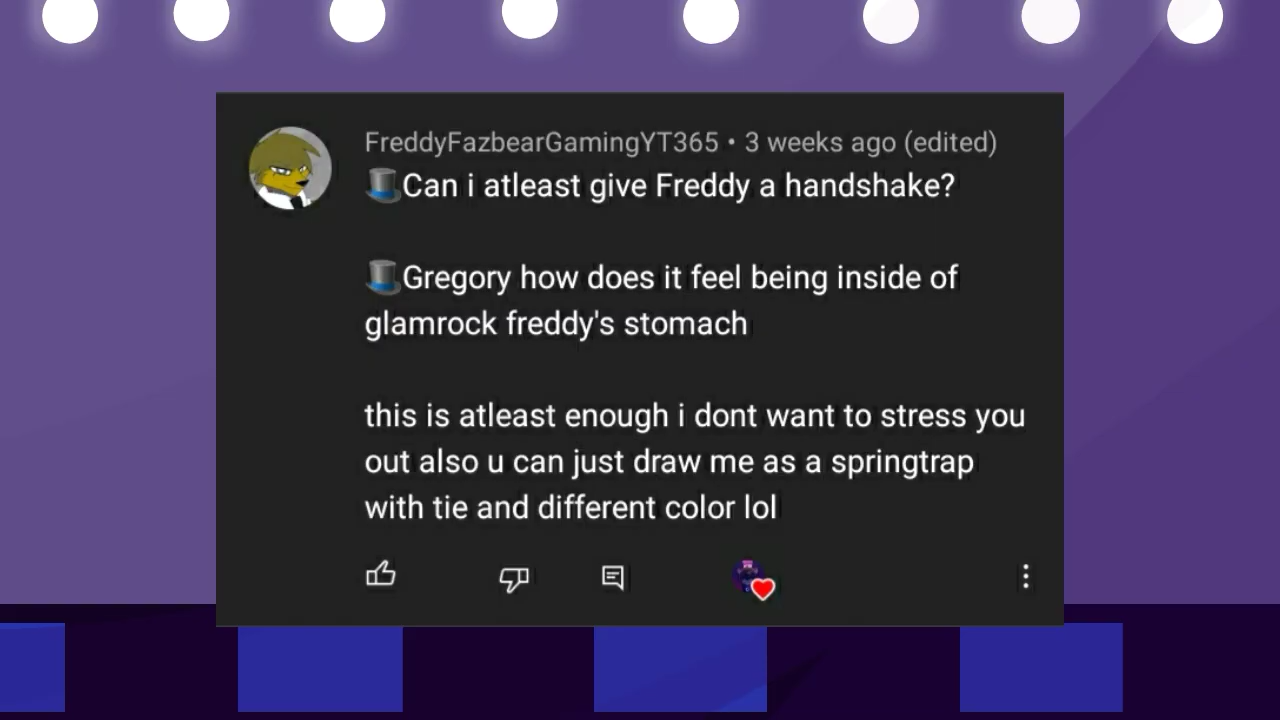 FreddyFazbearGamingYT365 • 3 weeks ago (edited)
🎩Can i atleast give Freddy a handshake?
🎩Gregory how does it feel being inside of
glamrock freddy's stomach
this is atleast enough i dont want to stress you
out also u can just draw me as a springtrap
with tie and different color lol